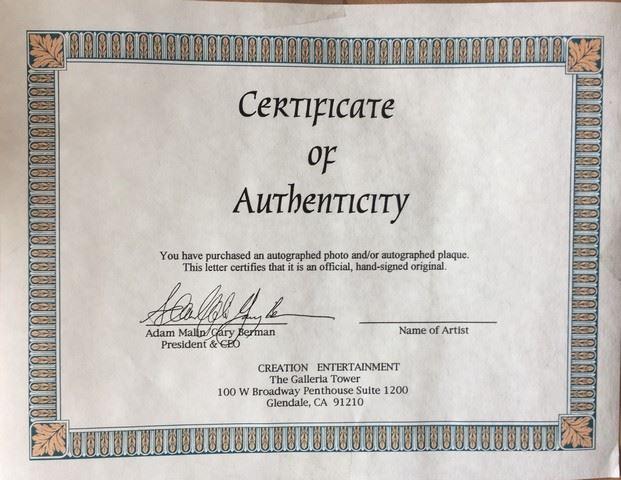 Certificate
of
Authenticity
You have purchased an autographed photo and/or autographed plaque.
This letter certifies that it is an official, hand-signed original.
Adam Malin/Gary Berman
President & CEO
Name of Artist
CREATION ENTERTAINMENT
The Galleria Tower
100 W Broadway Penthouse Suite 1200
Glendale, CA 91210